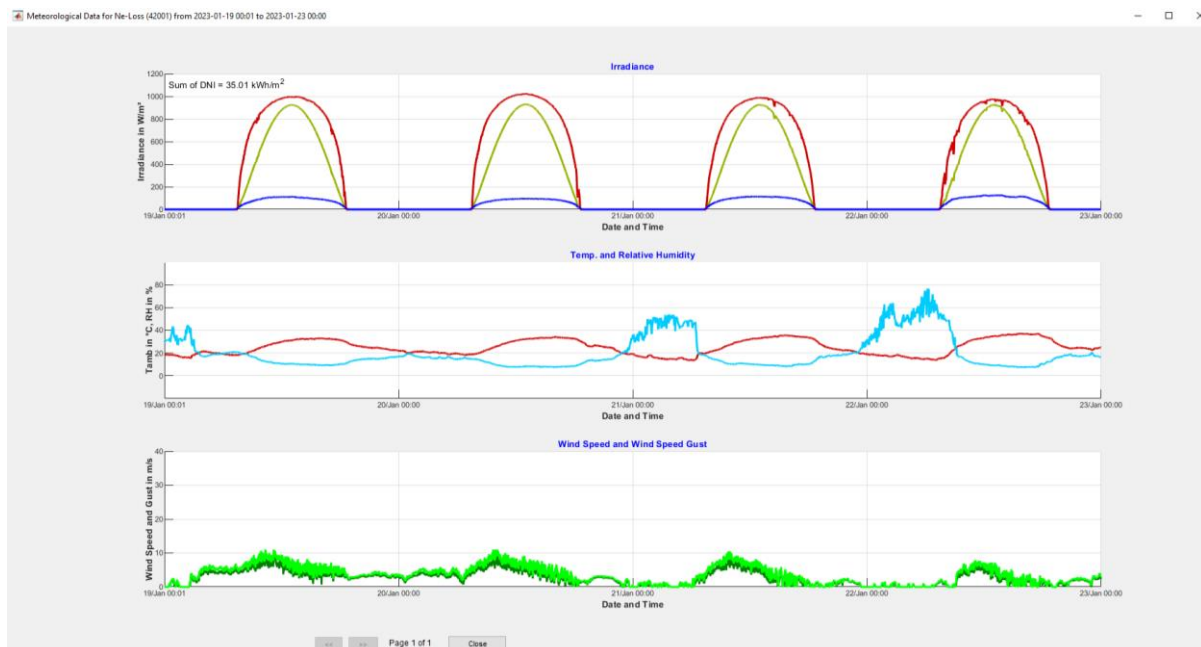 Meteorological Data for Ne-Loss (42001) from 2023-01-19 00:01 to 2023-01-23 00:00
Irradiance
Sum of DNI = 35.01 kWh/m²
Irradiance in W/m²
1200
1000
800
600
400
200
0
19/Jan 00:01 20/Jan 00:00 21/Jan 00:00 22/Jan 00:00 23/Jan 00:00
Date and Time
Temp. and Relative Humidity
Tamb in °C, RH in %
80
60
40
20
0
19/Jan 00:01 20/Jan 00:00 21/Jan 00:00 22/Jan 00:00 23/Jan 00:00
Date and Time
Wind Speed and Wind Speed Gust
Wind Speed and Gust in m/s
40
30
20
10
0
19/Jan 00:01 20/Jan 00:00 21/Jan 00:00 22/Jan 00:00 23/Jan 00:00
Date and Time
<< >> Page 1 of 1 Close